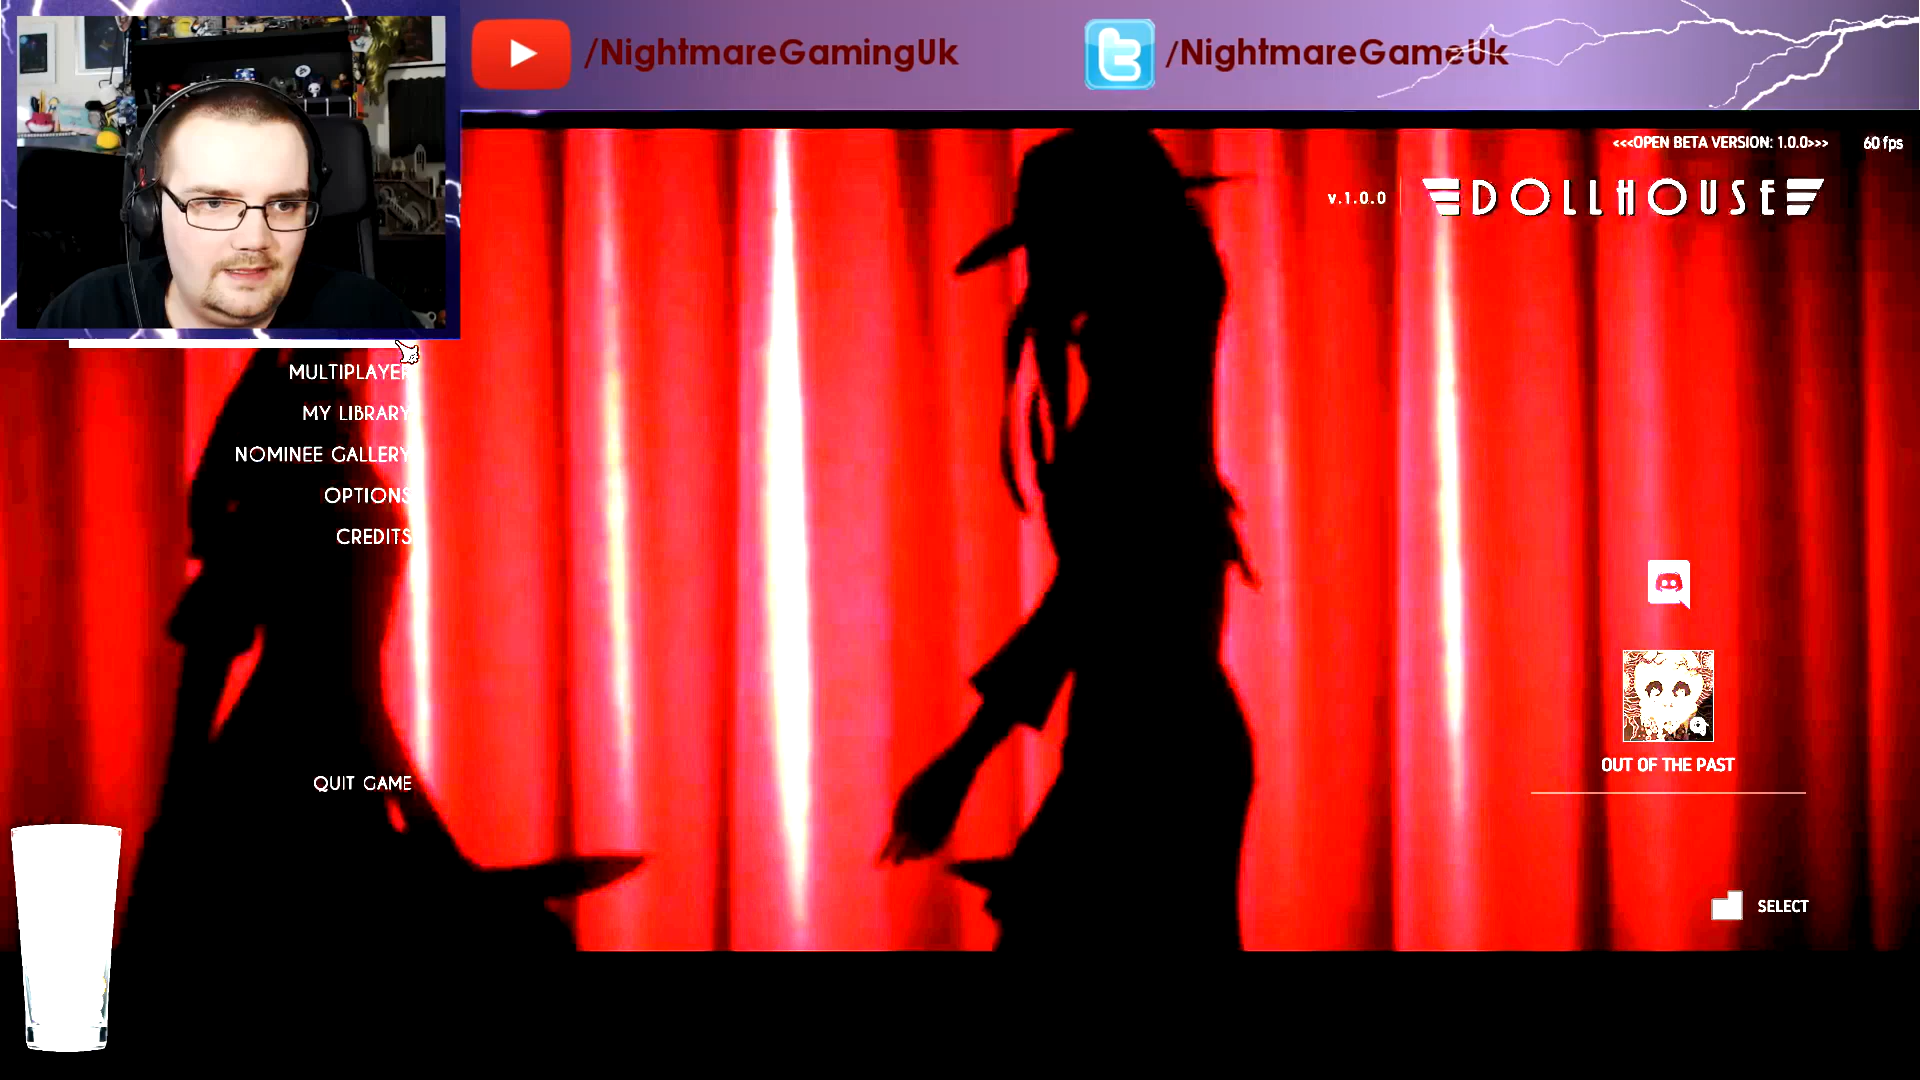 /NightmareGamingUk
/NightmareGameUk
<<<OPEN BETA VERSION: 1.0.0>>>
60 fps
v.1.0.0
DOLLHOUSE
MULTIPLAYER
MY LIBRARY
NOMINEE GALLERY
OPTIONS
CREDITS
QUIT GAME
OUT OF THE PAST
SELECT